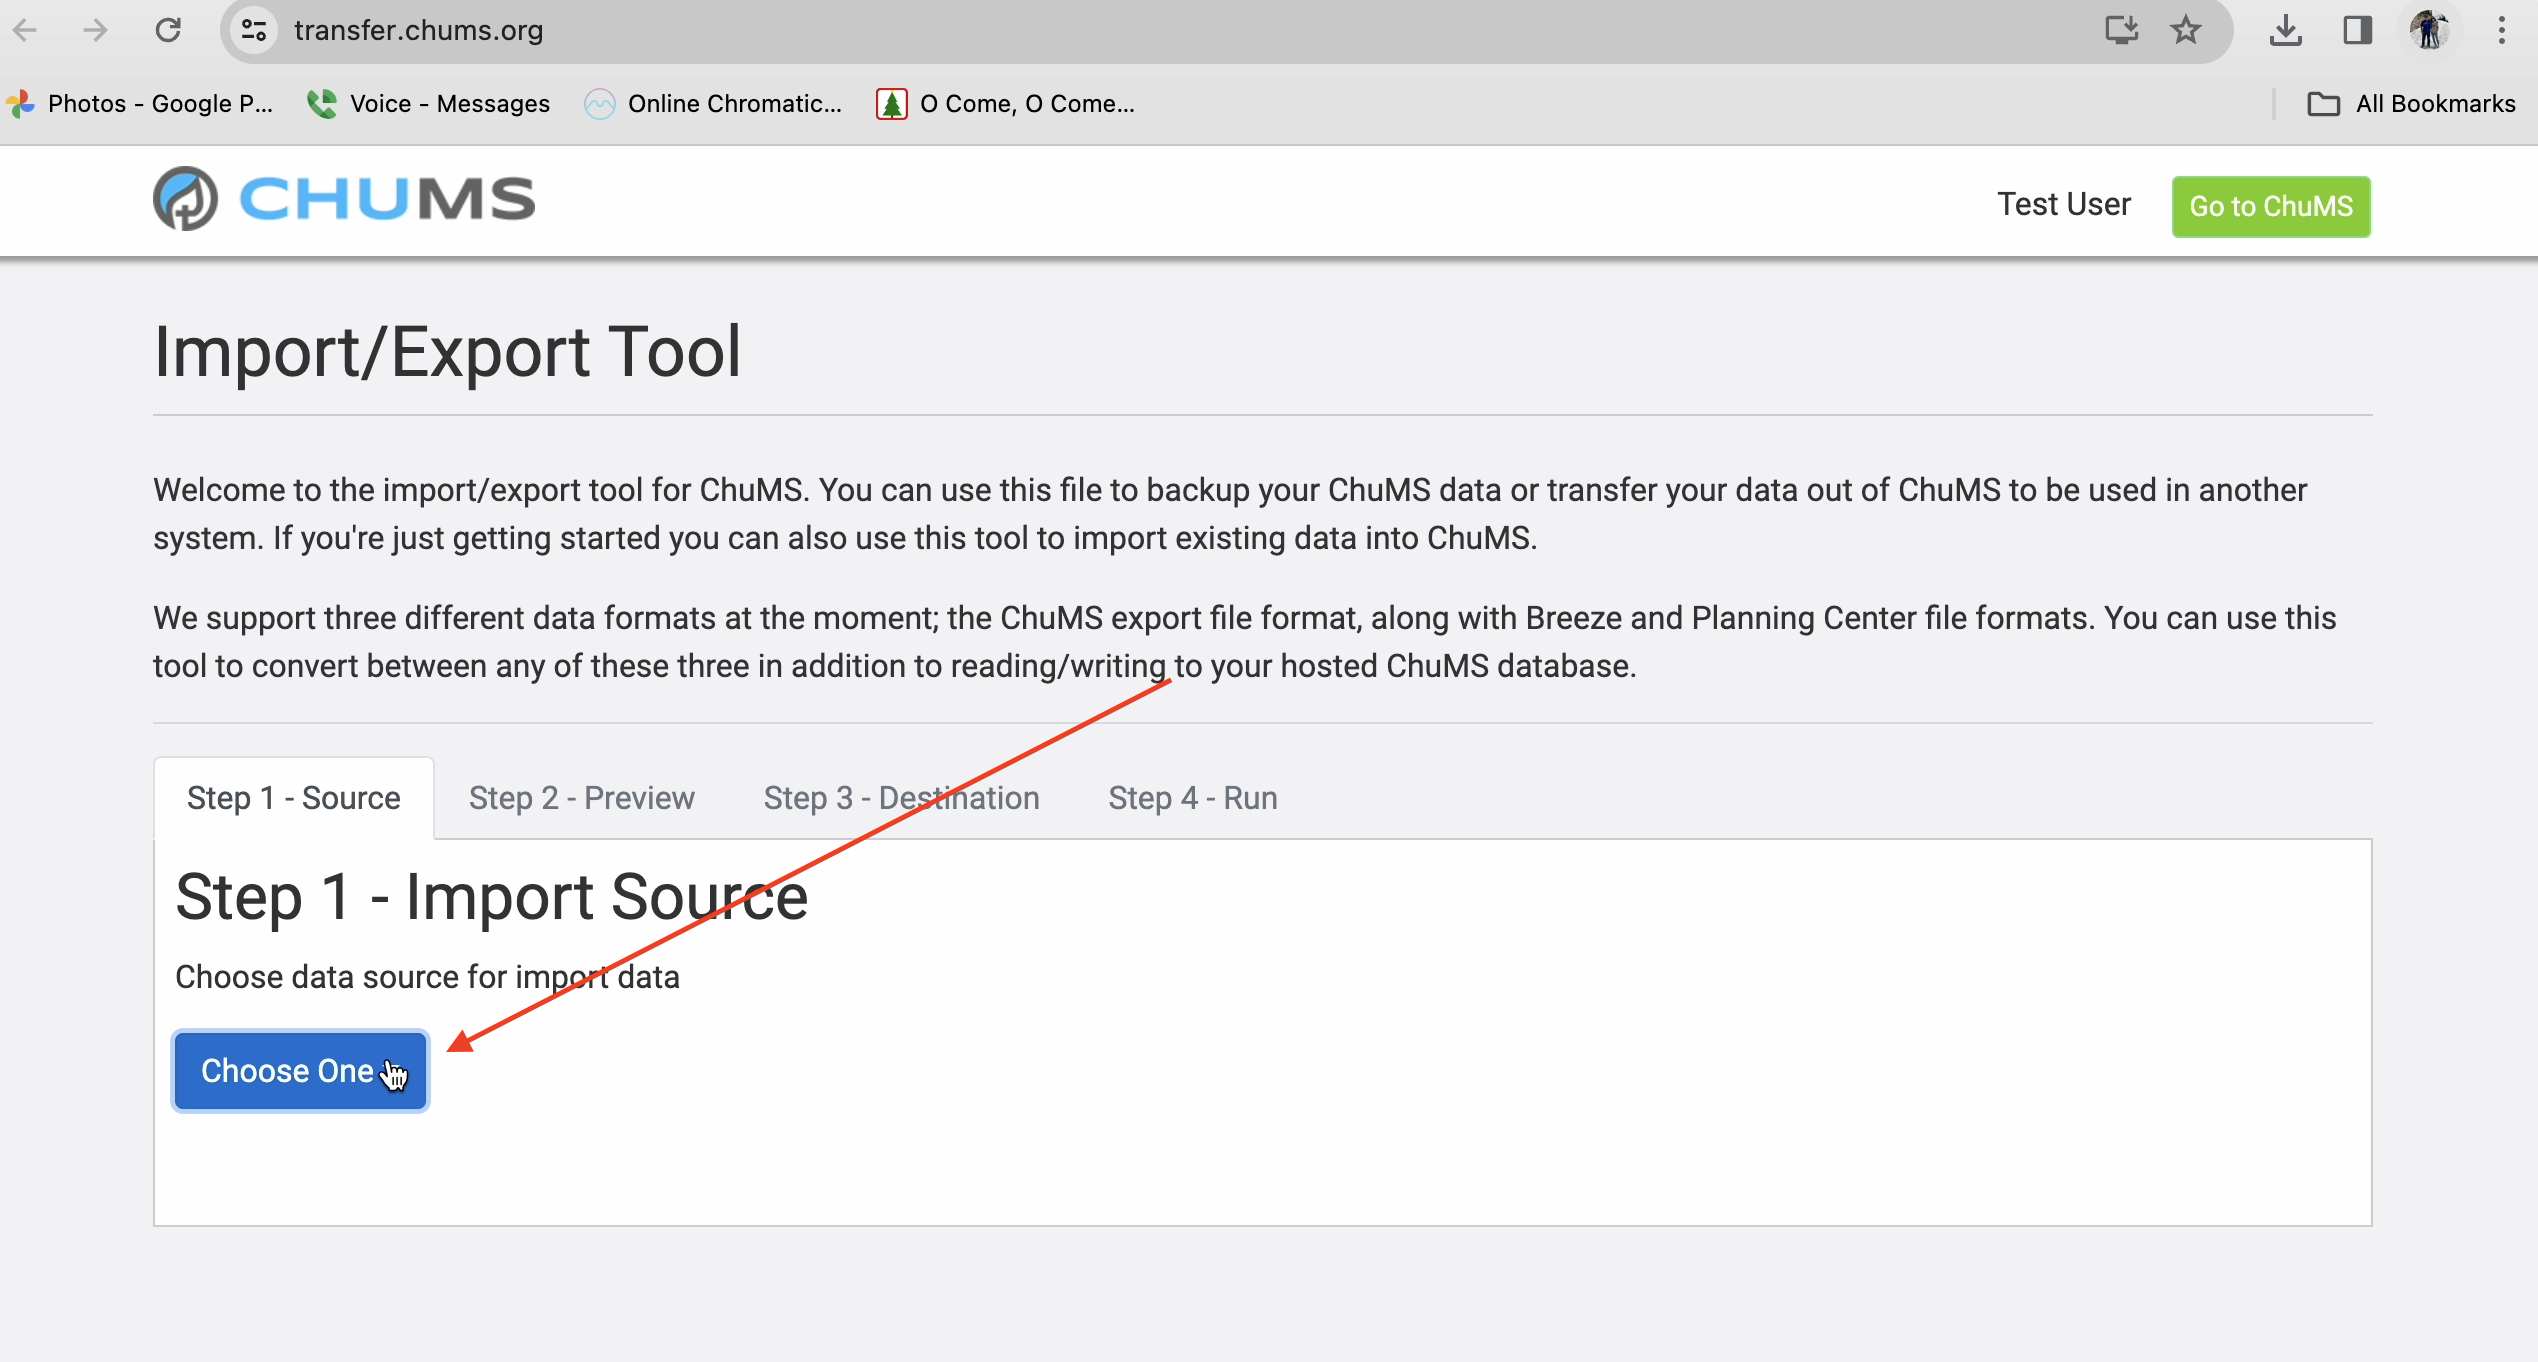 transfer.chums.org
Photos - Google P...
Voice - Messages
Online Chromatic...
O Come, O Come...
All Bookmarks
CHUMS
Test User
Go to ChuMS
Import/Export Tool
Welcome to the import/export tool for ChuMS. You can use this file to backup your ChuMS data or transfer your data out of ChuMS to be used in another
system. If you're just getting started you can also use this tool to import existing data into ChuMS.
We support three different data formats at the moment; the ChuMS export file format, along with Breeze and Planning Center file formats. You can use this
tool to convert between any of these three in addition to reading/writing to your hosted ChuMS database.
Step 1 - Source
Step 2 - Preview
Step 3 - Destination
Step 4 - Run
Step 1 - Import Source
Choose data source for import data
Choose One